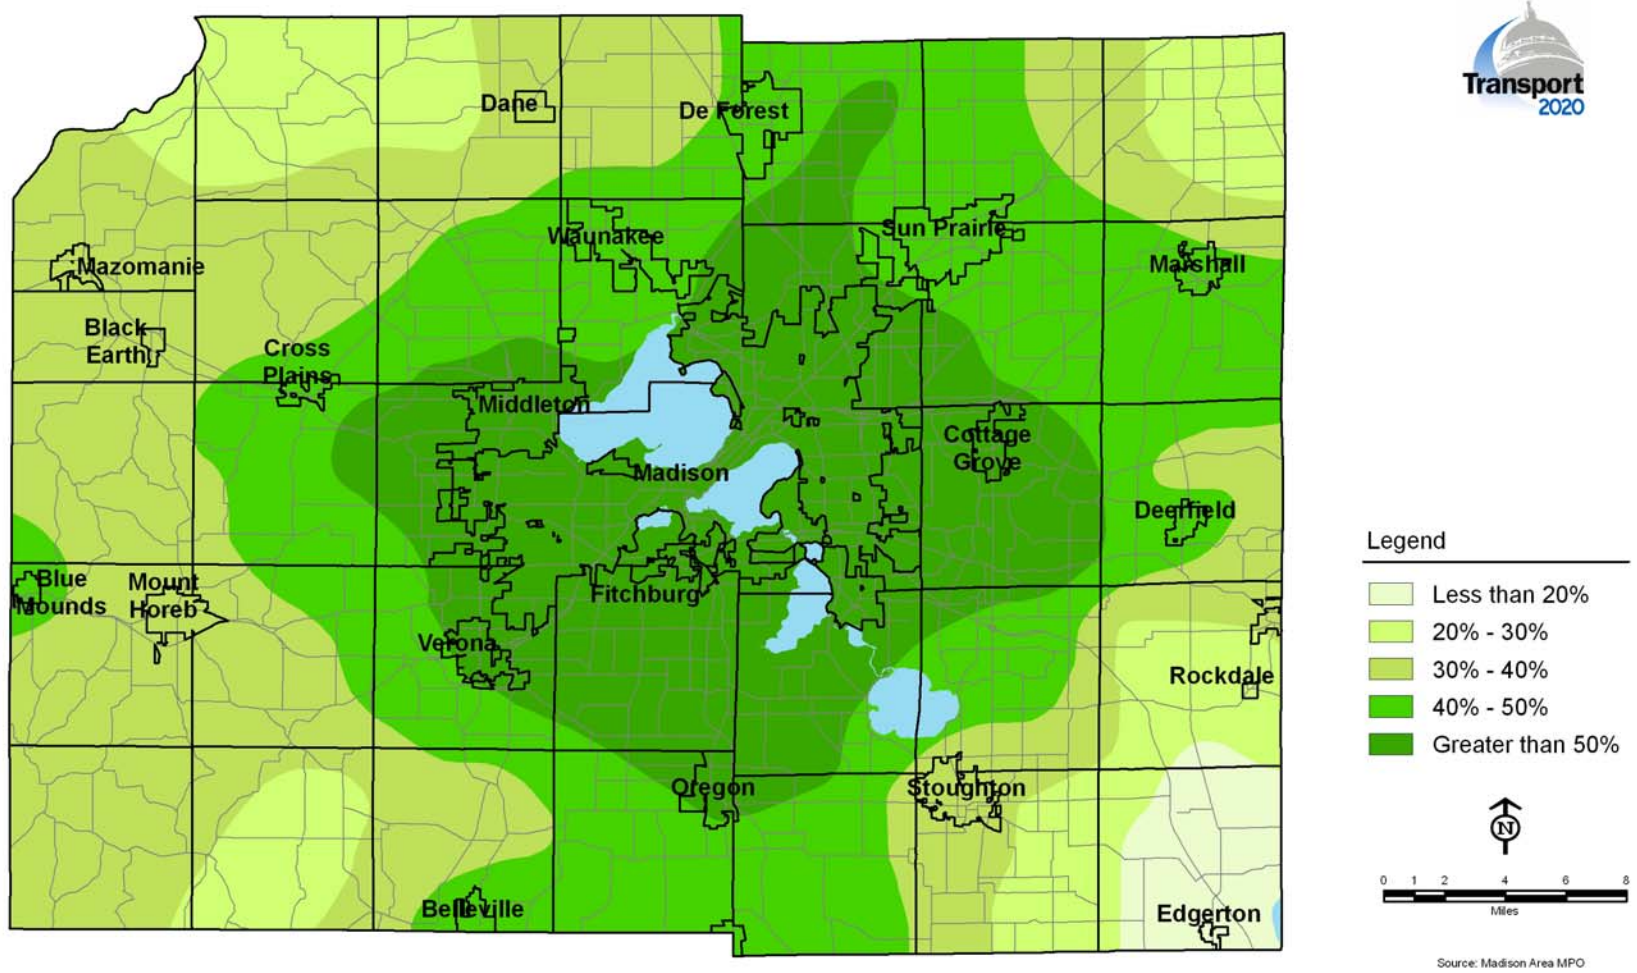 Transport
2020
Dane
De Forest
Waunakee
Sun Prairie
Marshall
Mazomanie
Black
Earth
Cross
Plains
Middleton
Madison
Cottage
Grove
Deerfield
Blue
Mounds
Mount
Horeb
Fitchburg
Verona
Rockdale
Oregon
Stoughton
Belleville
Edgerton
Legend
Less than 20%
20% - 30%
30% - 40%
40% - 50%
Greater than 50%
N
0 1 2 4 6 8
Miles
Source: Madison Area MPO